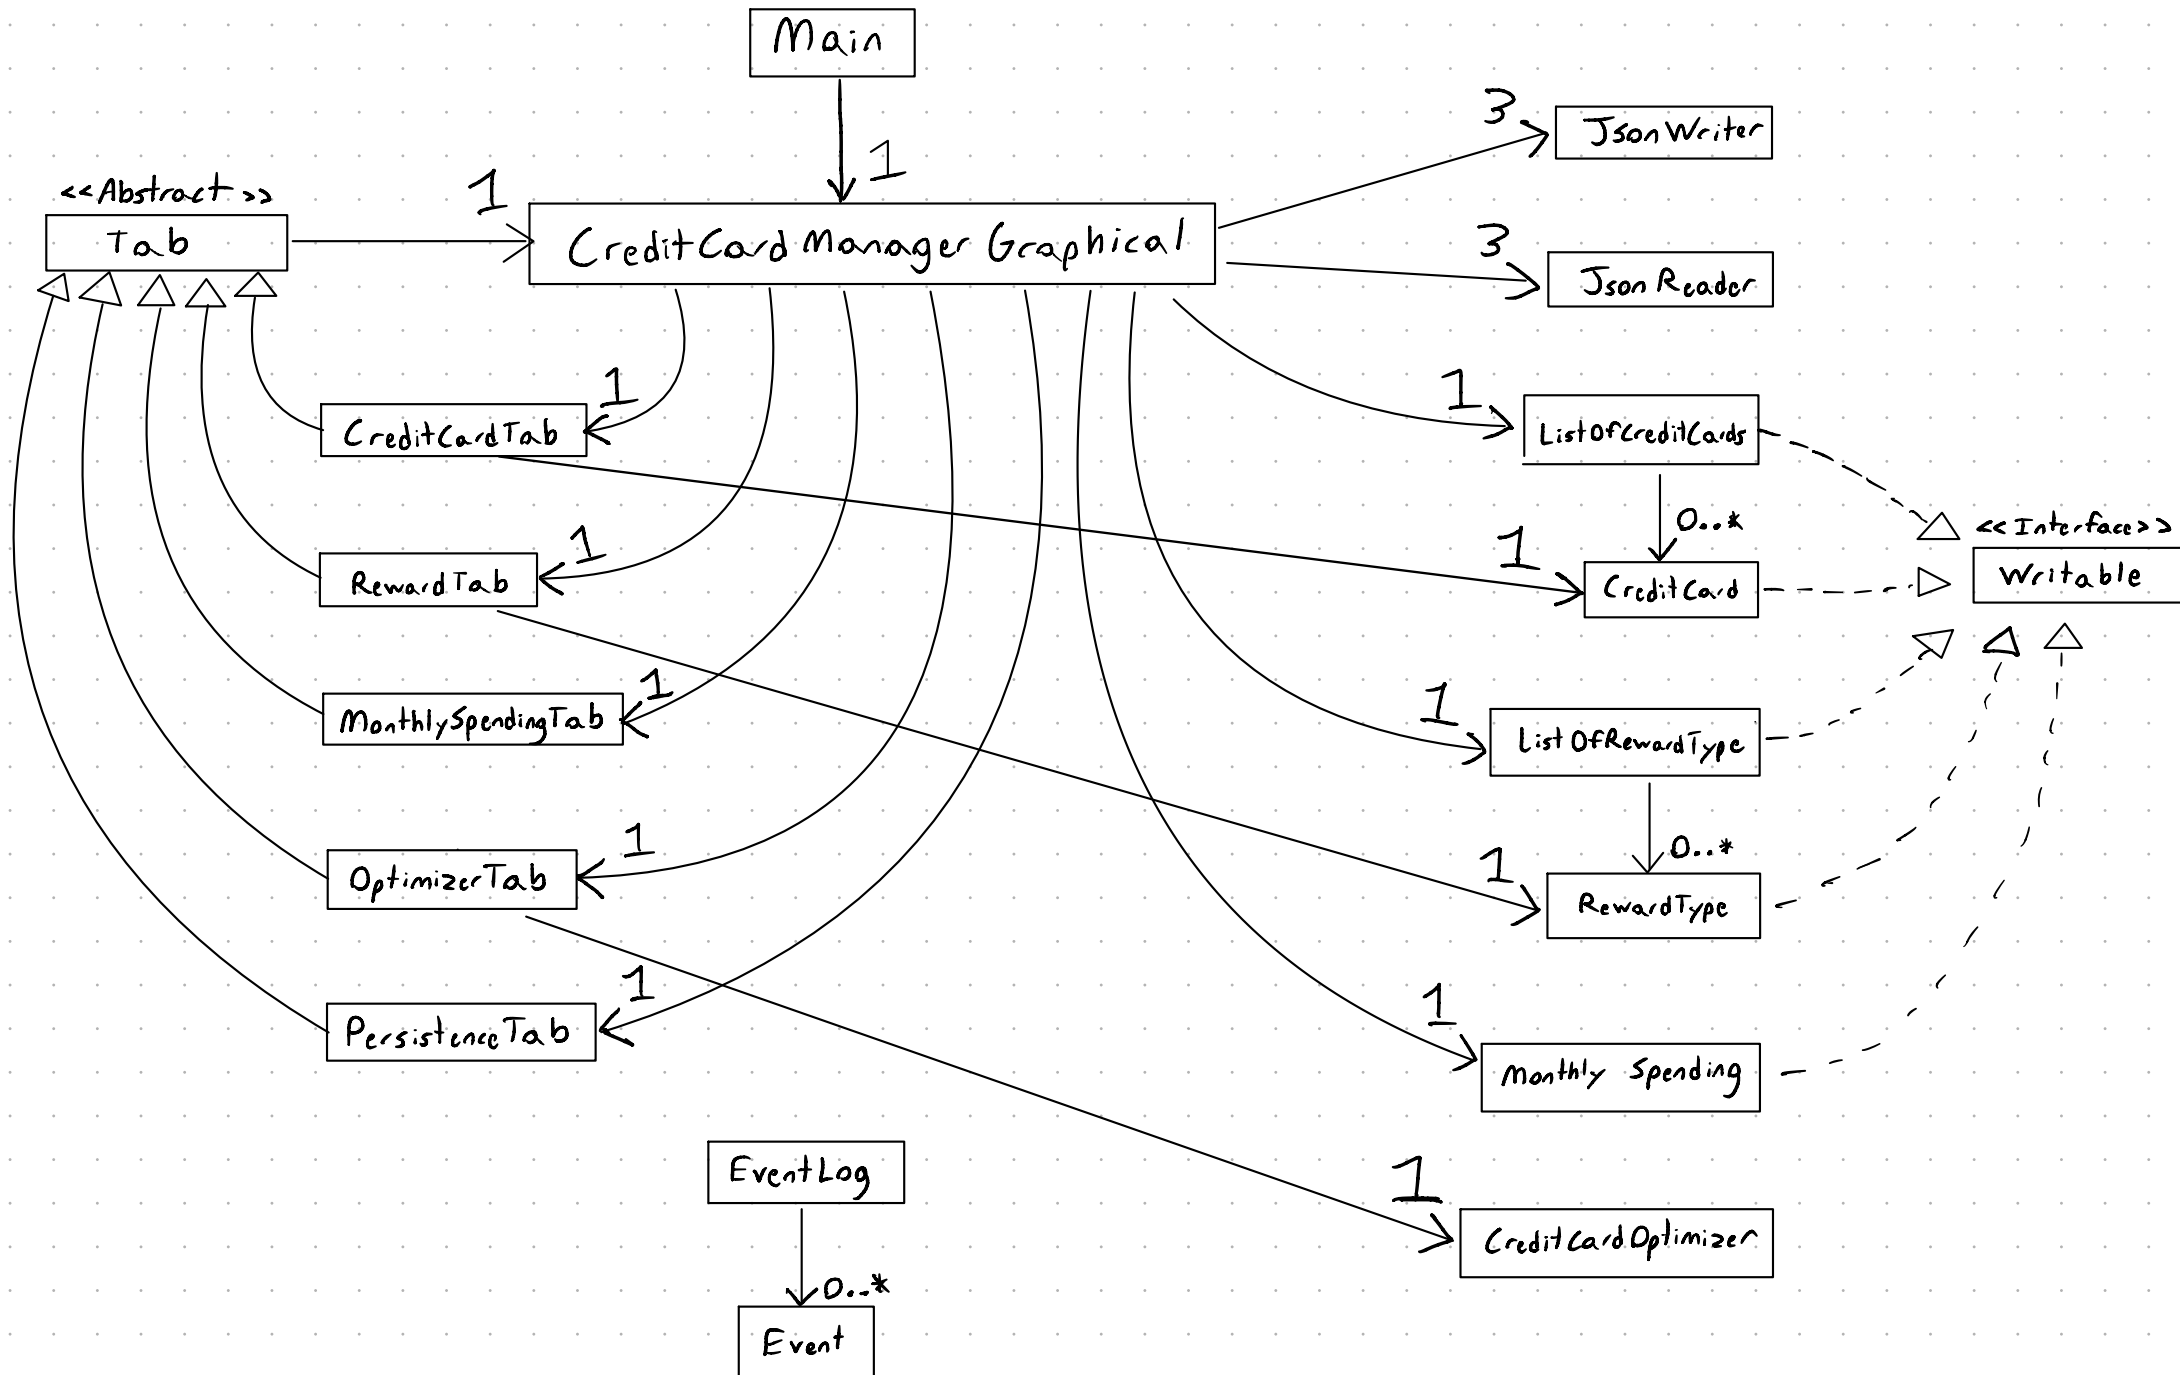 Main
1
3
JsonWriter
<<Abstract>>
Tab
1
CreditCardManagerGraphical
3
JsonReader
1
CreditCardTab
1
ListOfCreditCards
0..*
1
RewardTab
1
CreditCard
<<Interface>>
Writable
1
MonthlySpendingTab
1
ListOfRewardType
0..*
1
OptimizerTab
1
RewardType
1
PersistenceTab
1
Monthly Spending
EventLog
0..*
Event
1
CreditCardOptimizer